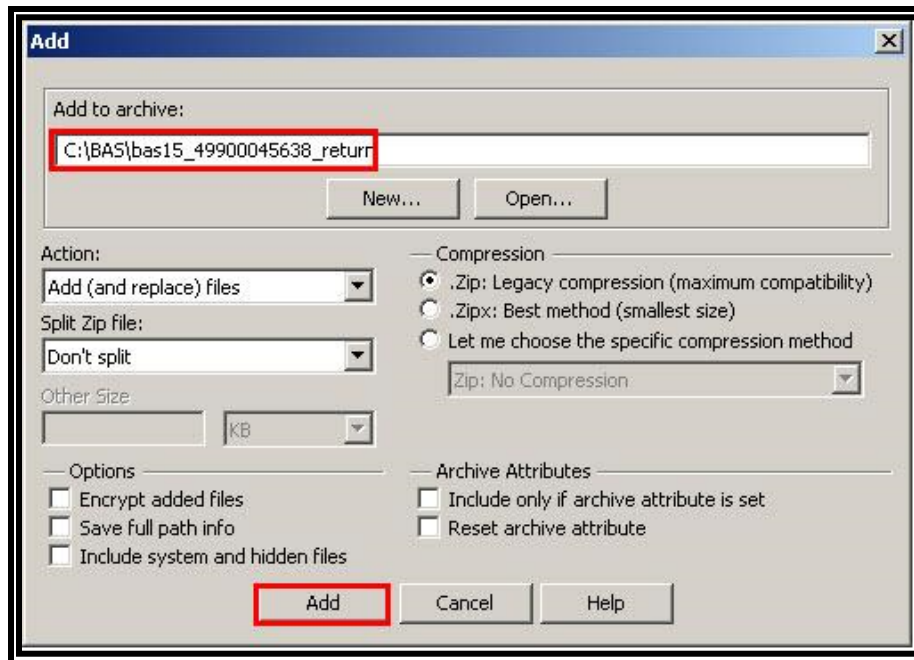 Add
Add to archive:
C:\BAS\bas15_49900045638_return
New... Open...
Action:
Add (and replace) files
Split Zip file:
Don't split
Other Size
KB
Compression
.Zip: Legacy compression (maximum compatibility)
.Zipx: Best method (smallest size)
Let me choose the specific compression method
Zip: No Compression
Options
Encrypt added files
Save full path info
Include system and hidden files
Archive Attributes
Include only if archive attribute is set
Reset archive attribute
Add Cancel Help